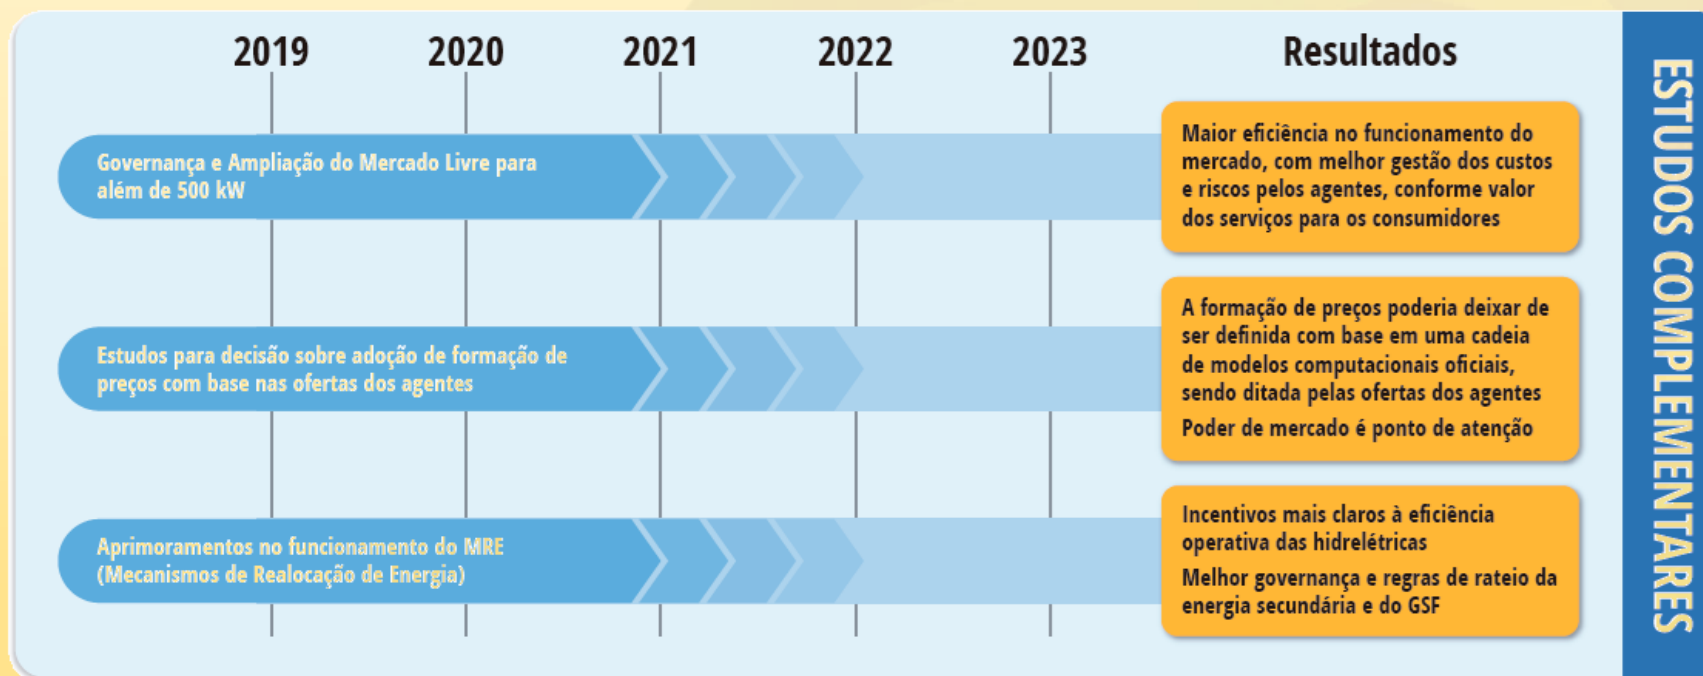 2019
2020
2021
2022
2023
Resultados
Governança e Ampliação do Mercado Livre para
além de 500 kW
Maior eficiência no funcionamento do
mercado, com melhor gestão dos custos
e riscos pelos agentes, conforme valor
dos serviços para os consumidores
Estudos para decisão sobre adoção de formação de
preços com base nas ofertas dos agentes
A formação de preços poderia deixar de
ser definida com base em uma cadeia
de modelos computacionais oficiais,
sendo ditada pelas ofertas dos agentes
Poder de mercado é ponto de atenção
Aprimoramentos no funcionamento do MRE
(Mecanismos de Realocação de Energia)
Incentivos mais claros à eficiência
operativa das hidrelétricas
Melhor governança e regras de rateio da
energia secundária e do GSF
ESTUDOS COMPLEMENTARES